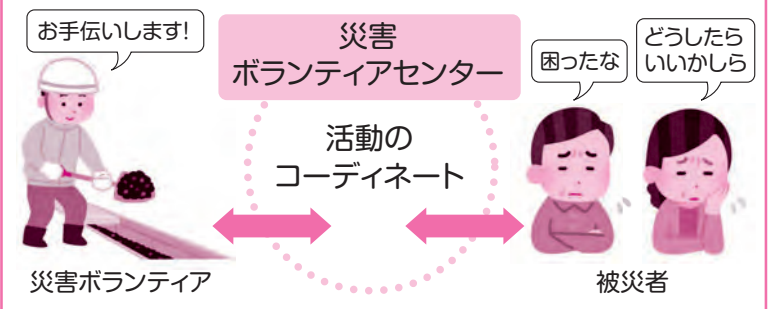 お手伝いします!
災害
ボランティアセンター
困ったな
どうしたら
いいかしら
活動の
コーディネート
災害ボランティア
被災者